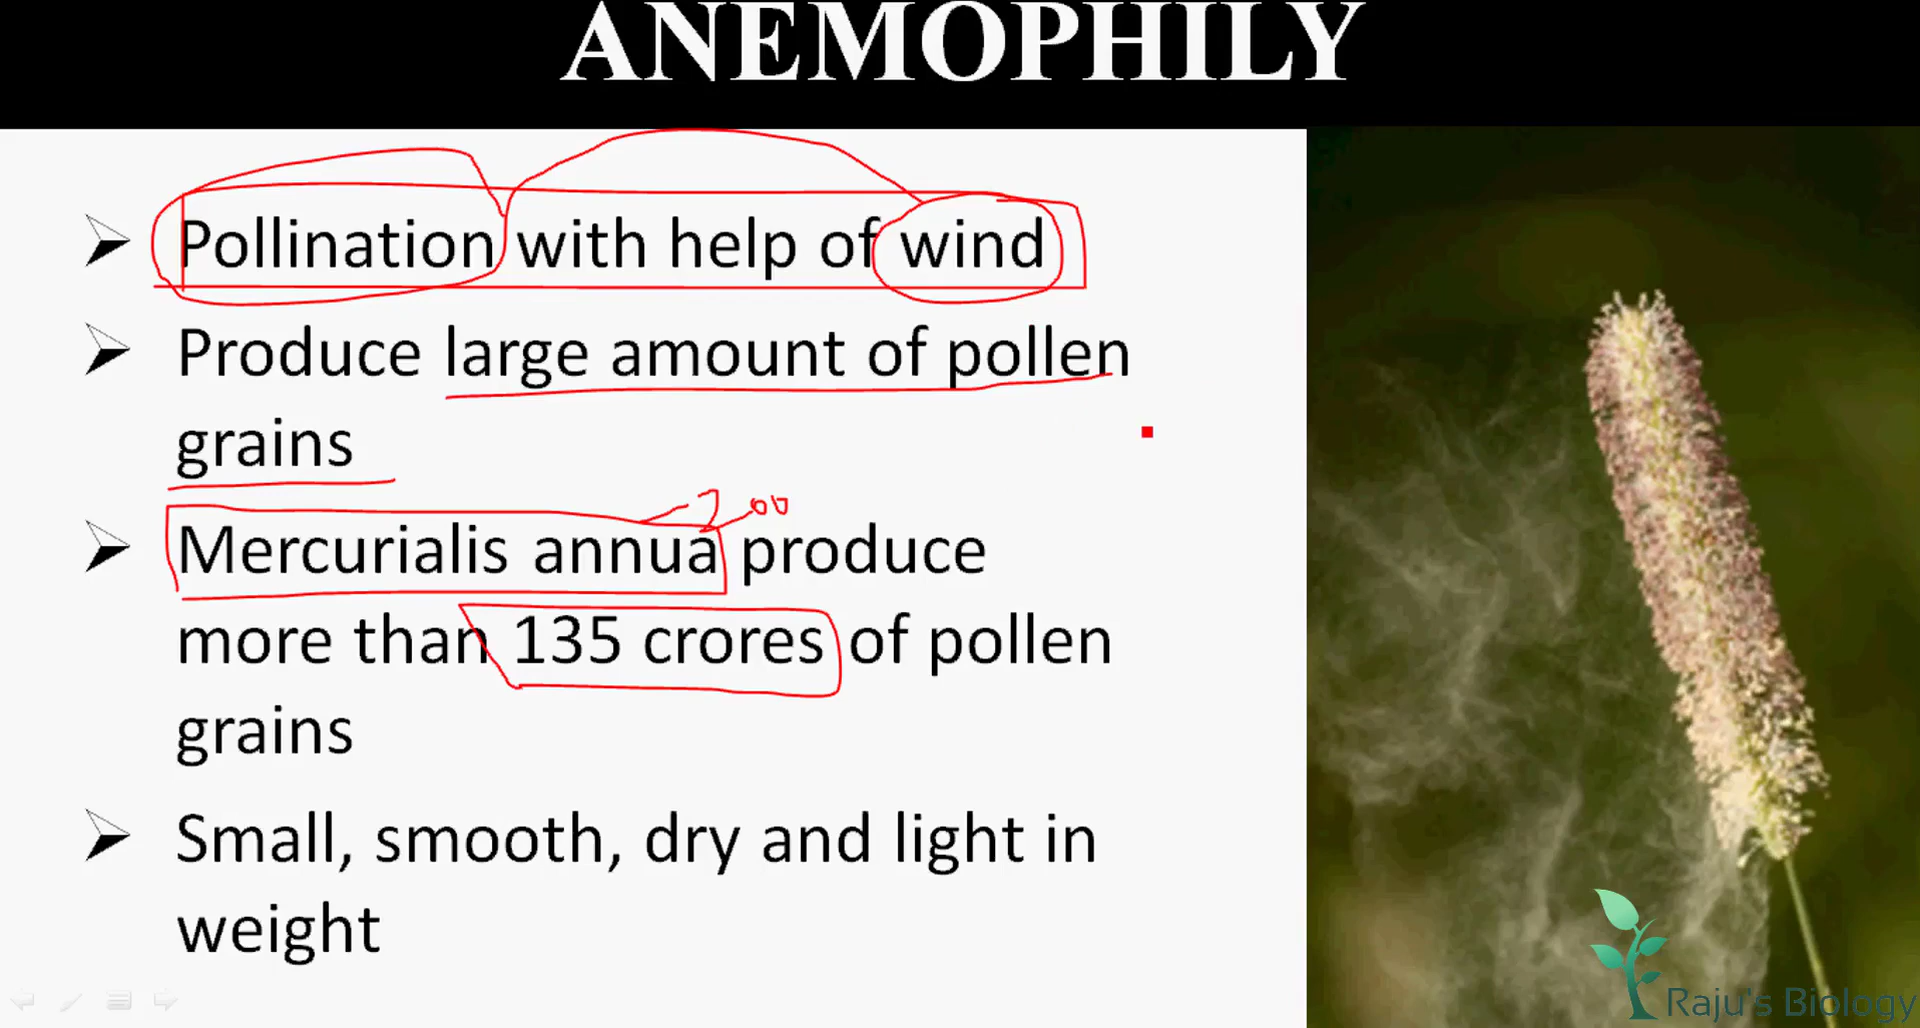 ANEMOPHILY
Pollination with help of wind
Produce large amount of pollen
grains
Mercurialis annua produce
more than 135 crores of pollen
grains
Small, smooth, dry and light in
weight
Raju's Biology